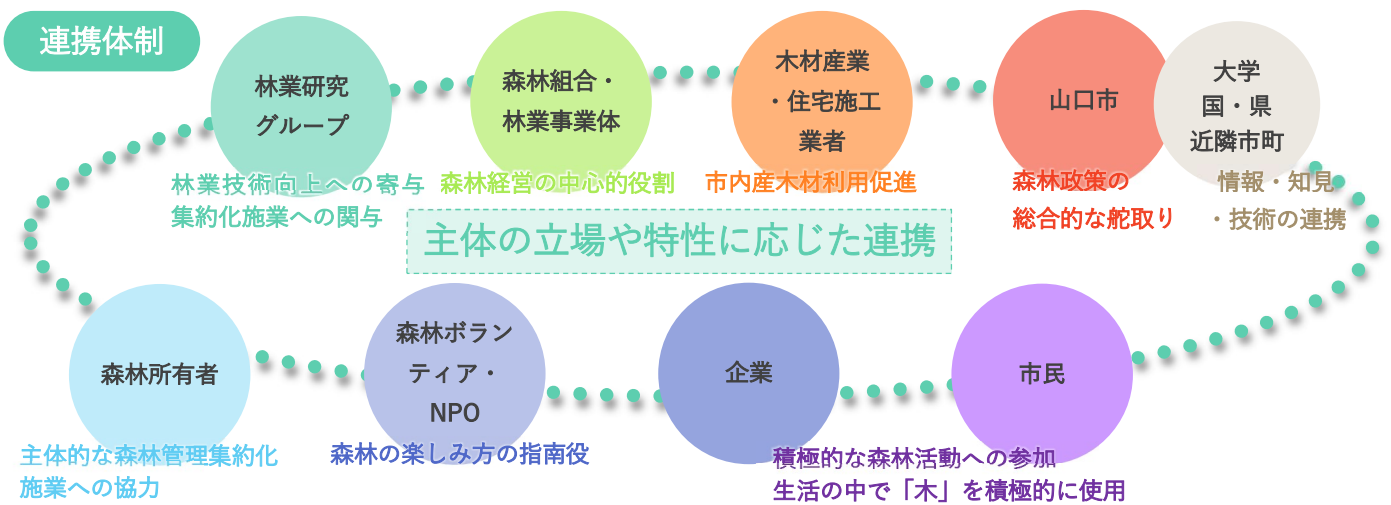 連携体制
林業研究
グループ
林業技術向上への寄与
集約化施業への関与
森林組合・
林業事業体
森林経営の中心的役割
木材産業
・住宅施工
業者
市内産木材利用促進
山口市
森林政策の
総合的な舵取り
大学
国・県
近隣市町
情報・知見
・技術の連携
主体の立場や特性に応じた連携
森林所有者
主体的な森林管理集約化
施業への協力
森林ボラン
ティア・
NPO
森林の楽しみ方の指南役
企業
市民
積極的な森林活動への参加
生活の中で「木」を積極的に使用